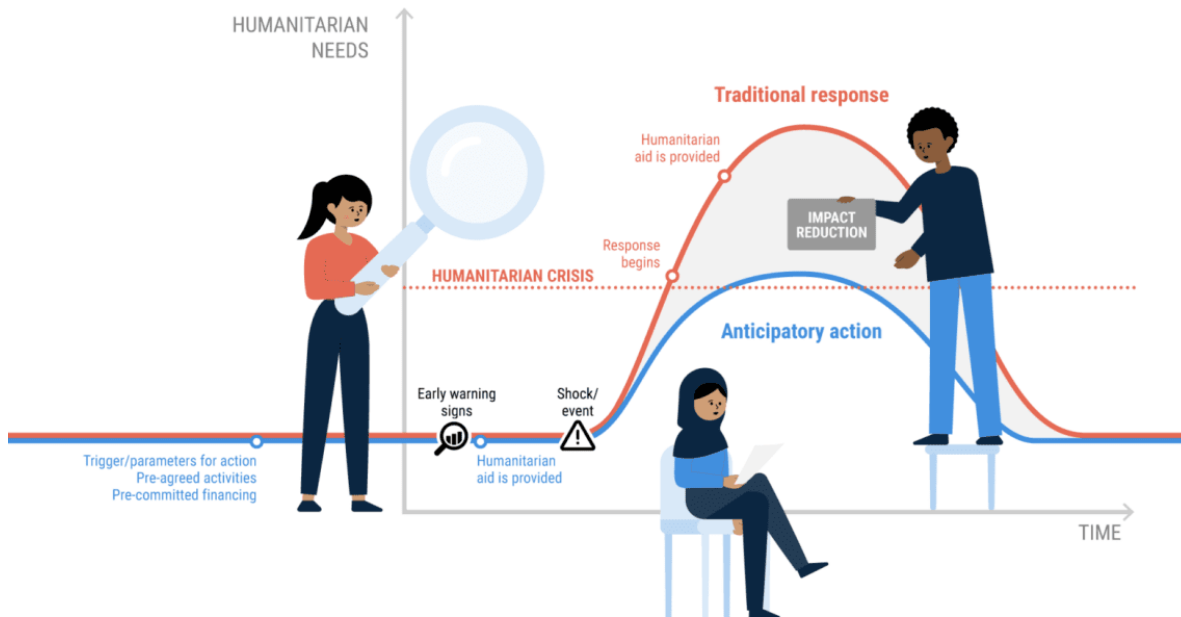 HUMANITARIAN
NEEDS
Traditional response
Humanitarian
aid is provided
IMPACT
REDUCTION
Response
begins
HUMANITARIAN CRISIS
Anticipatory action
Early warning
signs
Shock/
event
Trigger/parameters for action
Pre-agreed activities
Pre-committed financing
Humanitarian
aid is provided
TIME